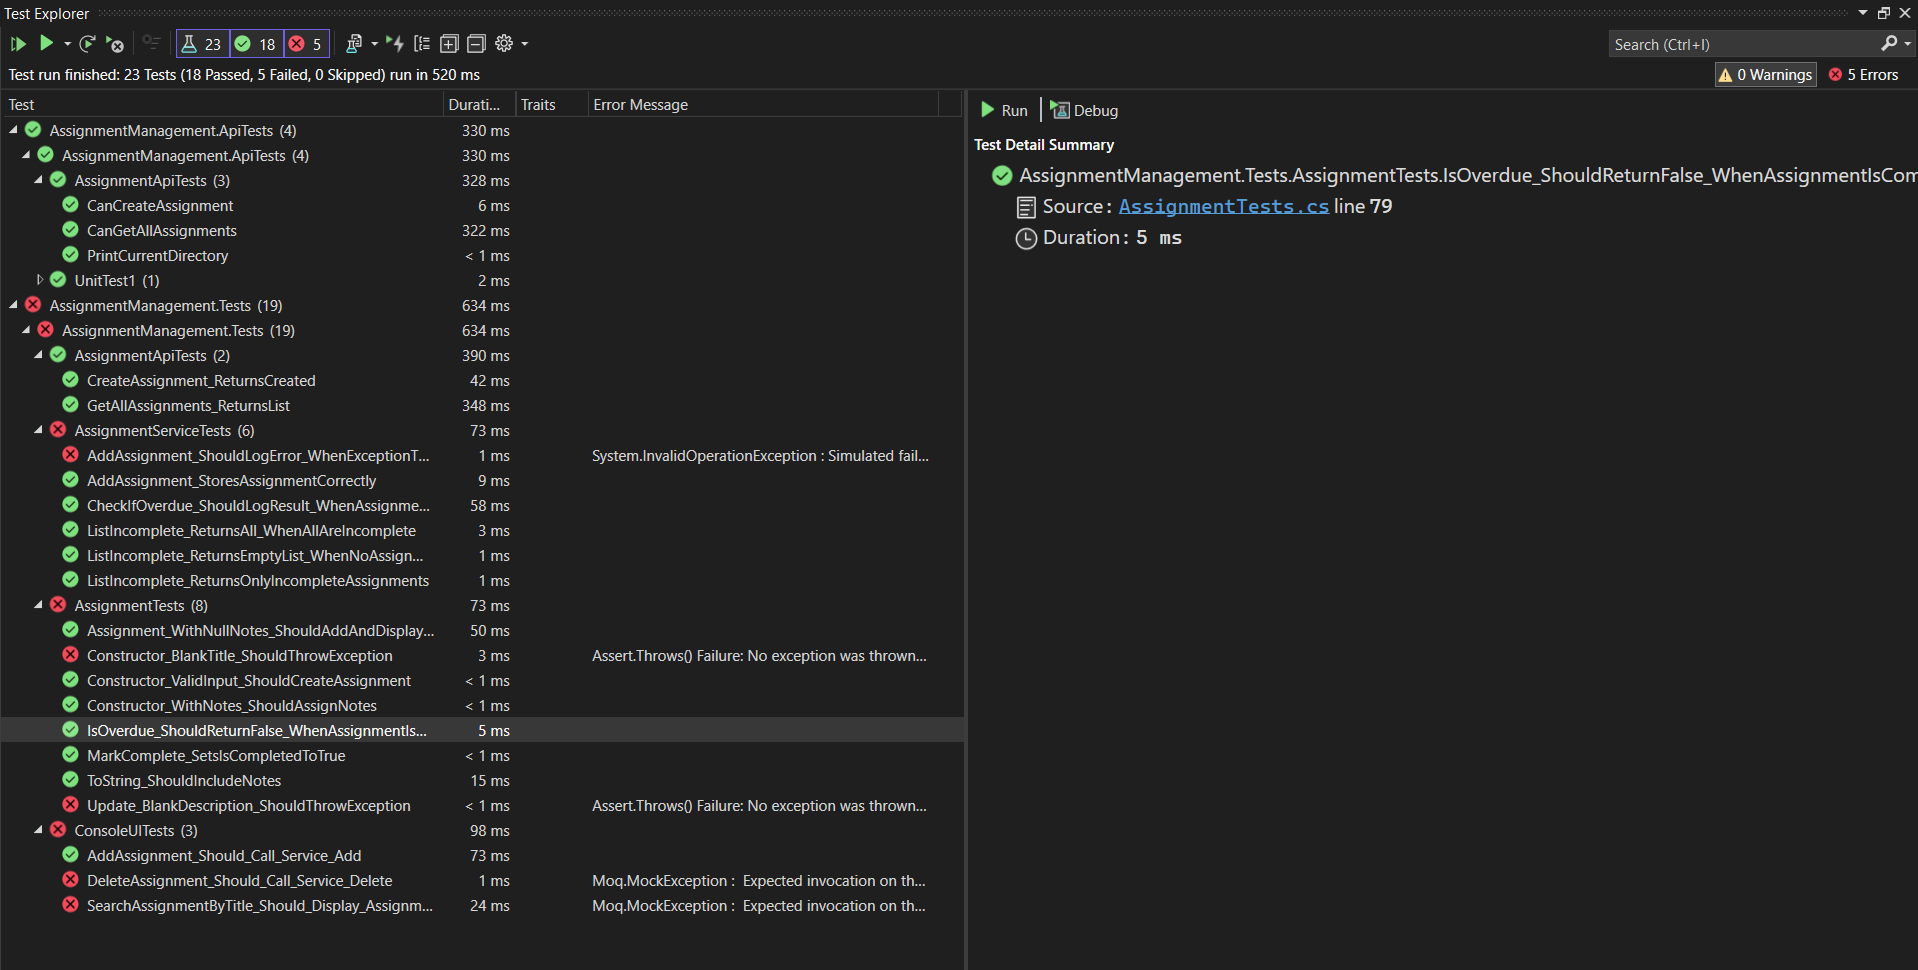 Test Explorer
23 18 5
Search (Ctrl+I)
Test run finished: 23 Tests (18 Passed, 5 Failed, 0 Skipped) run in 520 ms
0 Warnings 5 Errors
Test Durati... Traits Error Message
AssignmentManagement.ApiTests (4) 330 ms
AssignmentManagement.ApiTests (4) 330 ms
AssignmentApiTests (3) 328 ms
CanCreateAssignment 6 ms
CanGetAllAssignments 322 ms
PrintCurrentDirectory < 1 ms
UnitTest1 (1) 2 ms
AssignmentManagement.Tests (19) 634 ms
AssignmentManagement.Tests (19) 634 ms
AssignmentApiTests (2) 390 ms
CreateAssignment_ReturnsCreated 42 ms
GetAllAssignments_ReturnsList 348 ms
AssignmentServiceTests (6) 73 ms
AddAssignment_ShouldLogError_WhenExceptionT... 1 ms System.InvalidOperationException : Simulated fail...
AddAssignment_StoresAssignmentCorrectly 9 ms
CheckIfOverdue_ShouldLogResult_WhenAssignme... 58 ms
ListIncomplete_ReturnsAll_WhenAllAreIncomplete 3 ms
ListIncomplete_ReturnsEmptyList_WhenNoAssign... 1 ms
ListIncomplete_ReturnsOnlyIncompleteAssignments 1 ms
AssignmentTests (8) 73 ms
Assignment_WithNullNotes_ShouldAddAndDisplay... 50 ms
Constructor_BlankTitle_ShouldThrowException 3 ms Assert.Throws() Failure: No exception was thrown...
Constructor_ValidInput_ShouldCreateAssignment < 1 ms
Constructor_WithNotes_ShouldAssignNotes < 1 ms
IsOverdue_ShouldReturnFalse_WhenAssignmentIs... 5 ms
MarkComplete_SetsIsCompletedToTrue < 1 ms
ToString_ShouldIncludeNotes 15 ms
Update_BlankDescription_ShouldThrowException < 1 ms Assert.Throws() Failure: No exception was thrown...
ConsoleUITests (3) 98 ms
AddAssignment_Should_Call_Service_Add 73 ms
DeleteAssignment_Should_Call_Service_Delete 1 ms Moq.MockException : Expected invocation on th...
SearchAssignmentByTitle_Should_Display_Assignm... 24 ms Moq.MockException : Expected invocation on th...
Run Debug
Test Detail Summary
AssignmentManagement.Tests.AssignmentTests.IsOverdue_ShouldReturnFalse_WhenAssignmentIsCom
Source: AssignmentTests.cs line 79
Duration: 5 ms